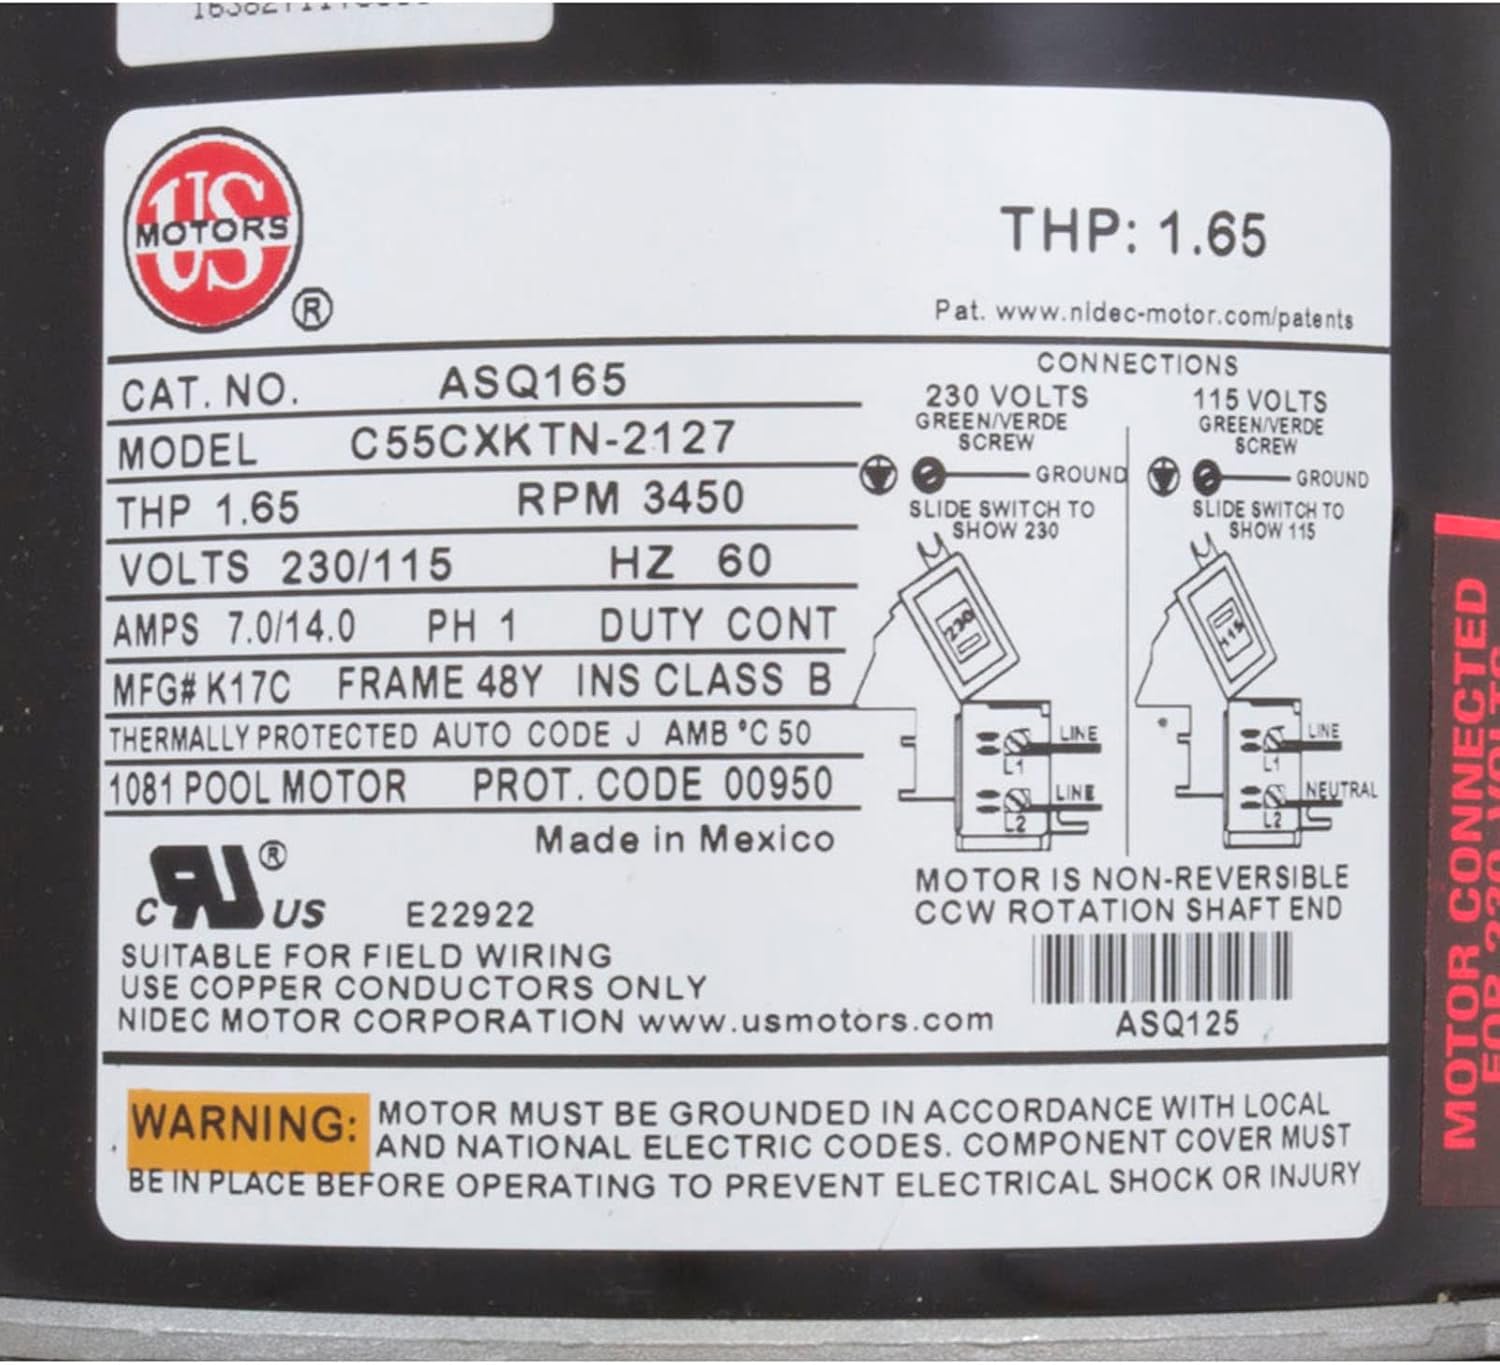 US
MOTORS
®
THP: 1.65
Pat. www.nidec-motor.com/patents
CAT. NO. ASQ165
MODEL C55CXKTN-2127
THP 1.65 RPM 3450
VOLTS 230/115 HZ 60
AMPS 7.0/14.0 PH 1 DUTY CONT
MFG# K17C FRAME 48Y INS CLASS B
THERMALLY PROTECTED AUTO CODE J AMB °C 50
1081 POOL MOTOR PROT. CODE 00950
Made in Mexico
C RU ® US E22922
SUITABLE FOR FIELD WIRING
USE COPPER CONDUCTORS ONLY
NIDEC MOTOR CORPORATION www.usmotors.com
CONNECTIONS
230 VOLTS
GREEN/VERDE
SCREW
GROUND
SLIDE SWITCH TO
SHOW 230
230
LINE
L1
LINE
L2
115 VOLTS
GREEN/VERDE
SCREW
GROUND
SLIDE SWITCH TO
SHOW 115
LINE
L1
NEUTRAL
L2
MOTOR IS NON-REVERSIBLE
CCW ROTATION SHAFT END
ASQ125
WARNING: MOTOR MUST BE GROUNDED IN ACCORDANCE WITH LOCAL
AND NATIONAL ELECTRIC CODES. COMPONENT COVER MUST
BE IN PLACE BEFORE OPERATING TO PREVENT ELECTRICAL SHOCK OR INJURY
MOTOR CONNECTED
FOR 230 VOLTS